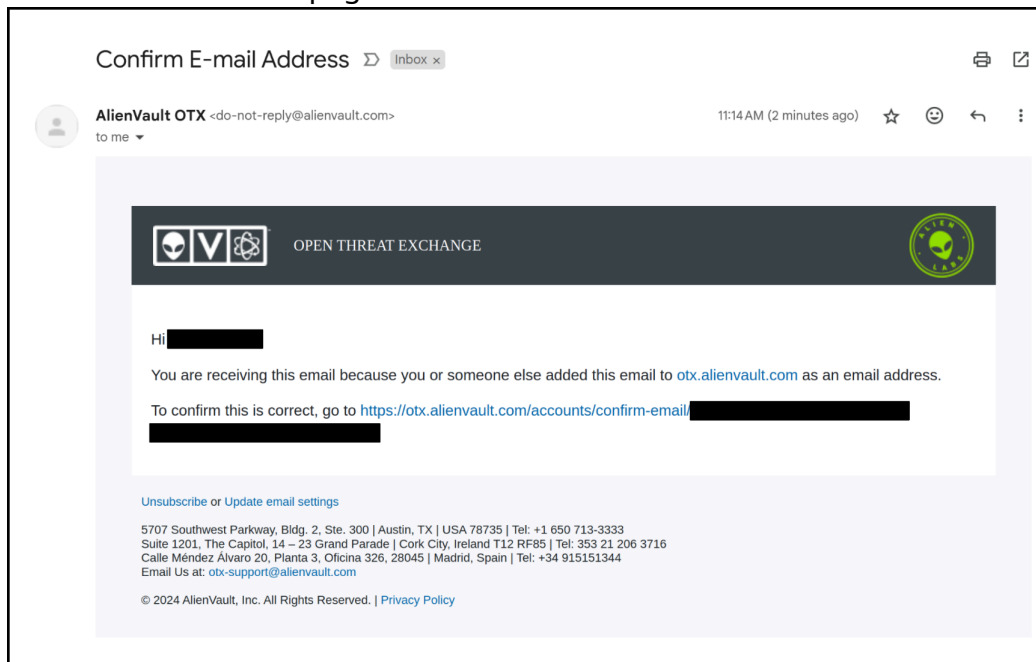 Confirm E-mail Address Inbox ×
AlienVault OTX <do-not-reply@alienvault.com> 11:14 AM (2 minutes ago)
to me
OPEN THREAT EXCHANGE
ALIEN
LABS
Hi
You are receiving this email because you or someone else added this email to otx.alienvault.com as an email address.
To confirm this is correct, go to https://otx.alienvault.com/accounts/confirm-email/
Unsubscribe or Update email settings
5707 Southwest Parkway, Bldg. 2, Ste. 300 | Austin, TX | USA 78735 | Tel: +1 650 713-3333
Suite 1201, The Capitol, 14 – 23 Grand Parade | Cork City, Ireland T12 RF85 | Tel: 353 21 206 3716
Calle Méndez Álvaro 20, Planta 3, Oficina 326, 28045 | Madrid, Spain | Tel: +34 915151344
Email Us at: otx-support@alienvault.com
© 2024 AlienVault, Inc. All Rights Reserved. | Privacy Policy